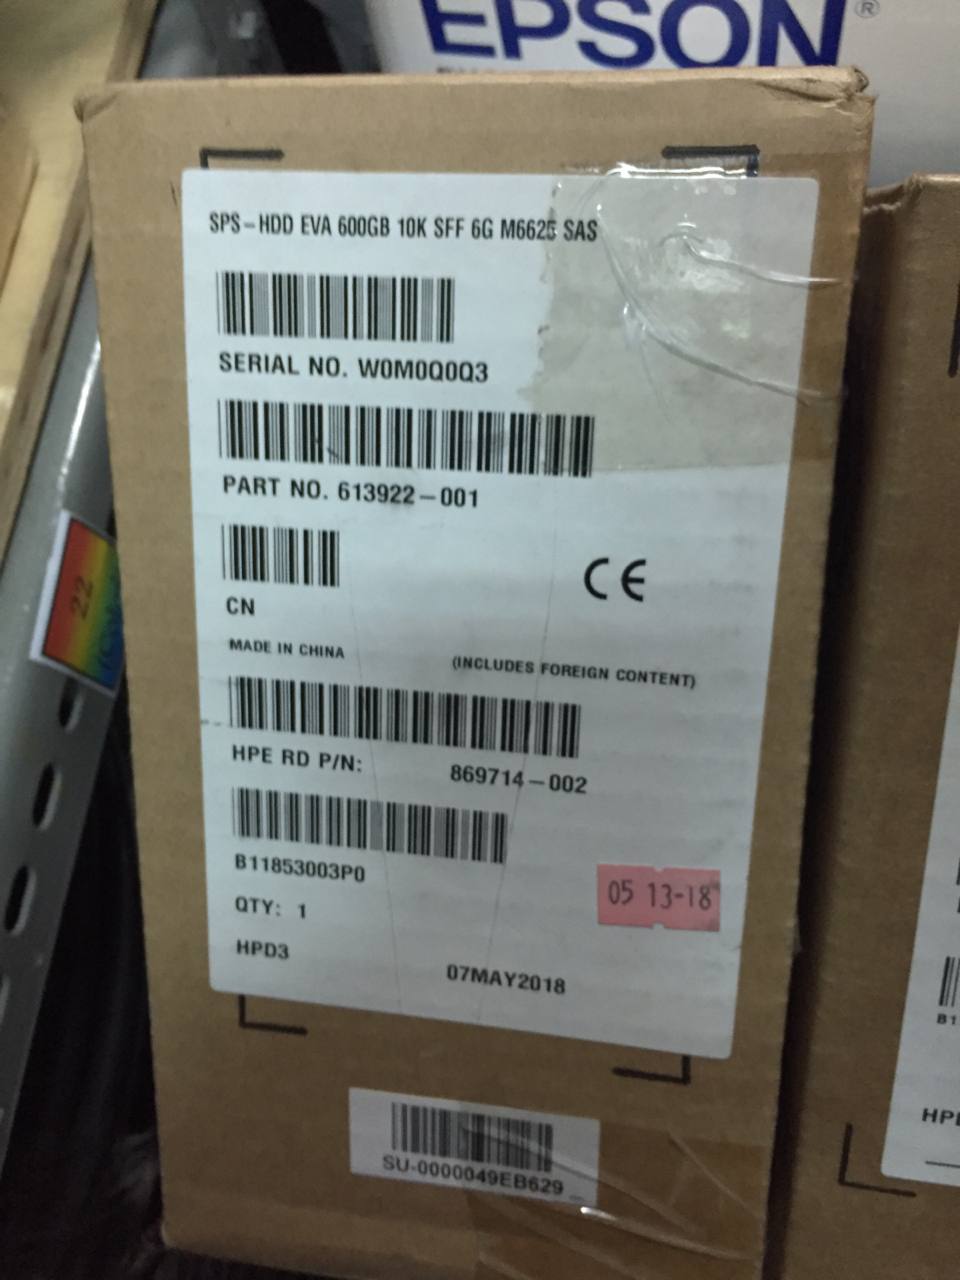 EPSON®
SPS-HDD EVA 600GB 10K SFF 6G M6625 SAS
SERIAL NO. W0M0Q0Q3
PART NO. 613922-001
CN
MADE IN CHINA (INCLUDES FOREIGN CONTENT)
HPE RD P/N: 869714-002
B11853003P0
QTY: 1
05 13-18
HPD3
07MAY2018
SU-0000049EB629
22
B1
HP